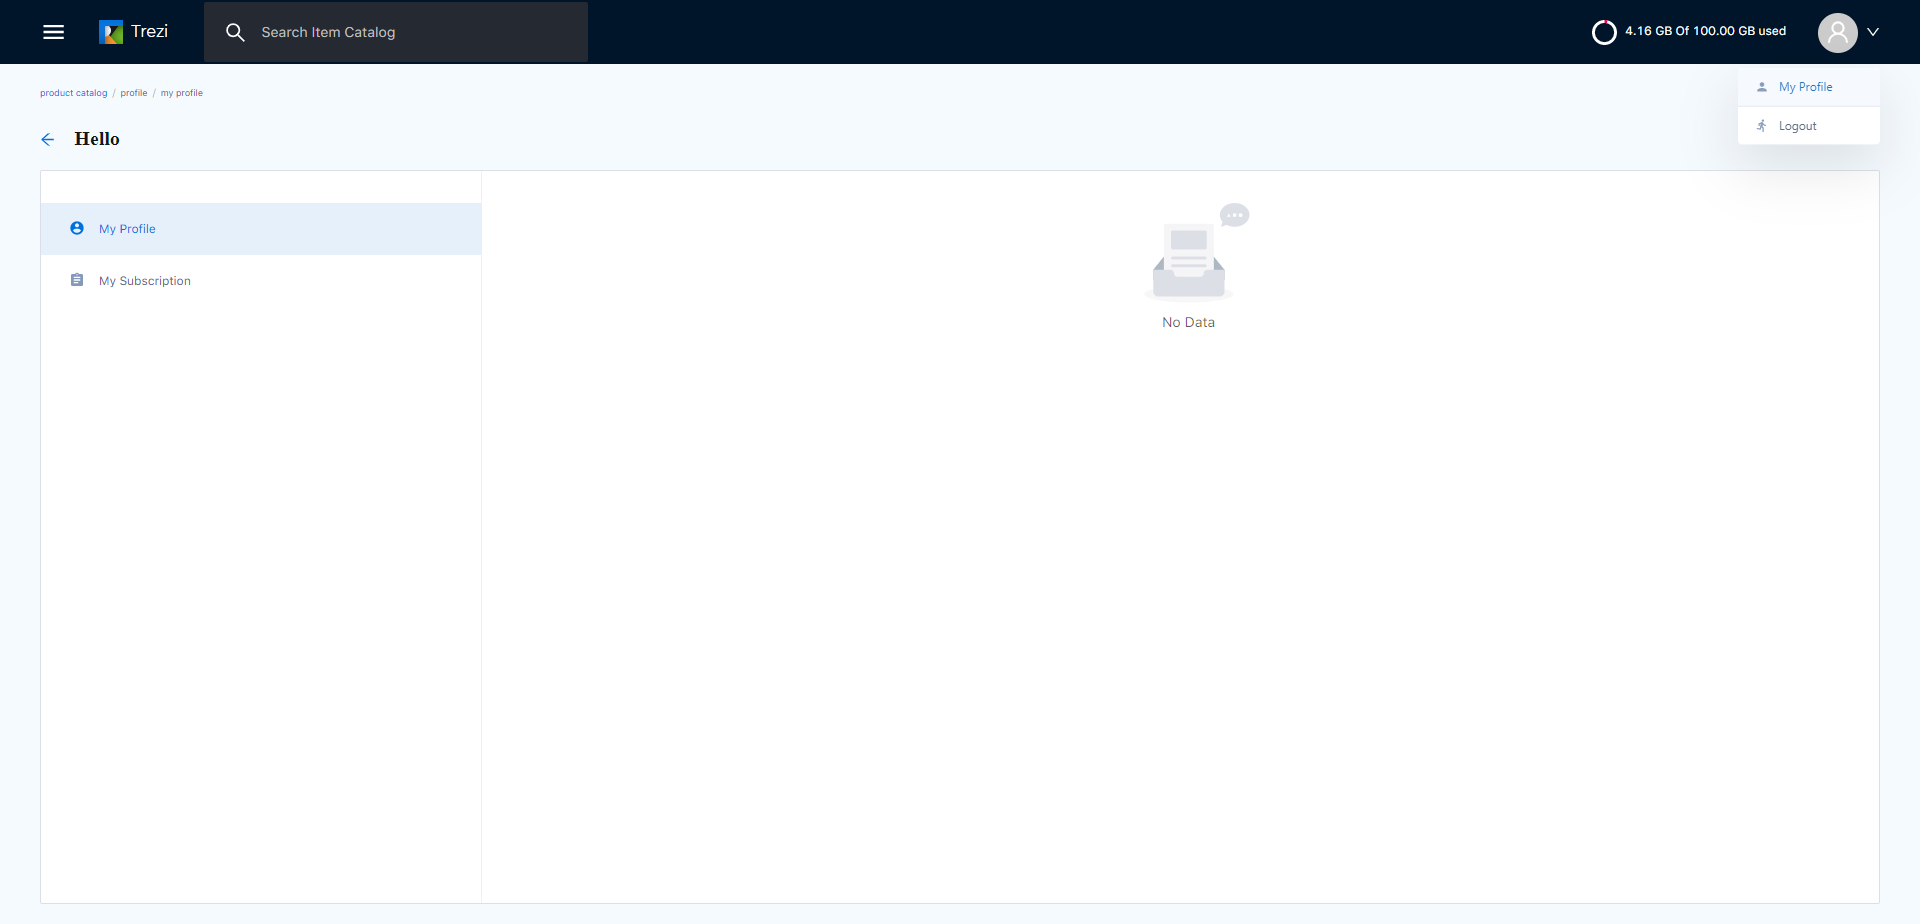 Trezi
Search Item Catalog
4.16 GB Of 100.00 GB used
product catalog / profile / my profile
My Profile
Logout
Hello
My Profile
My Subscription
No Data